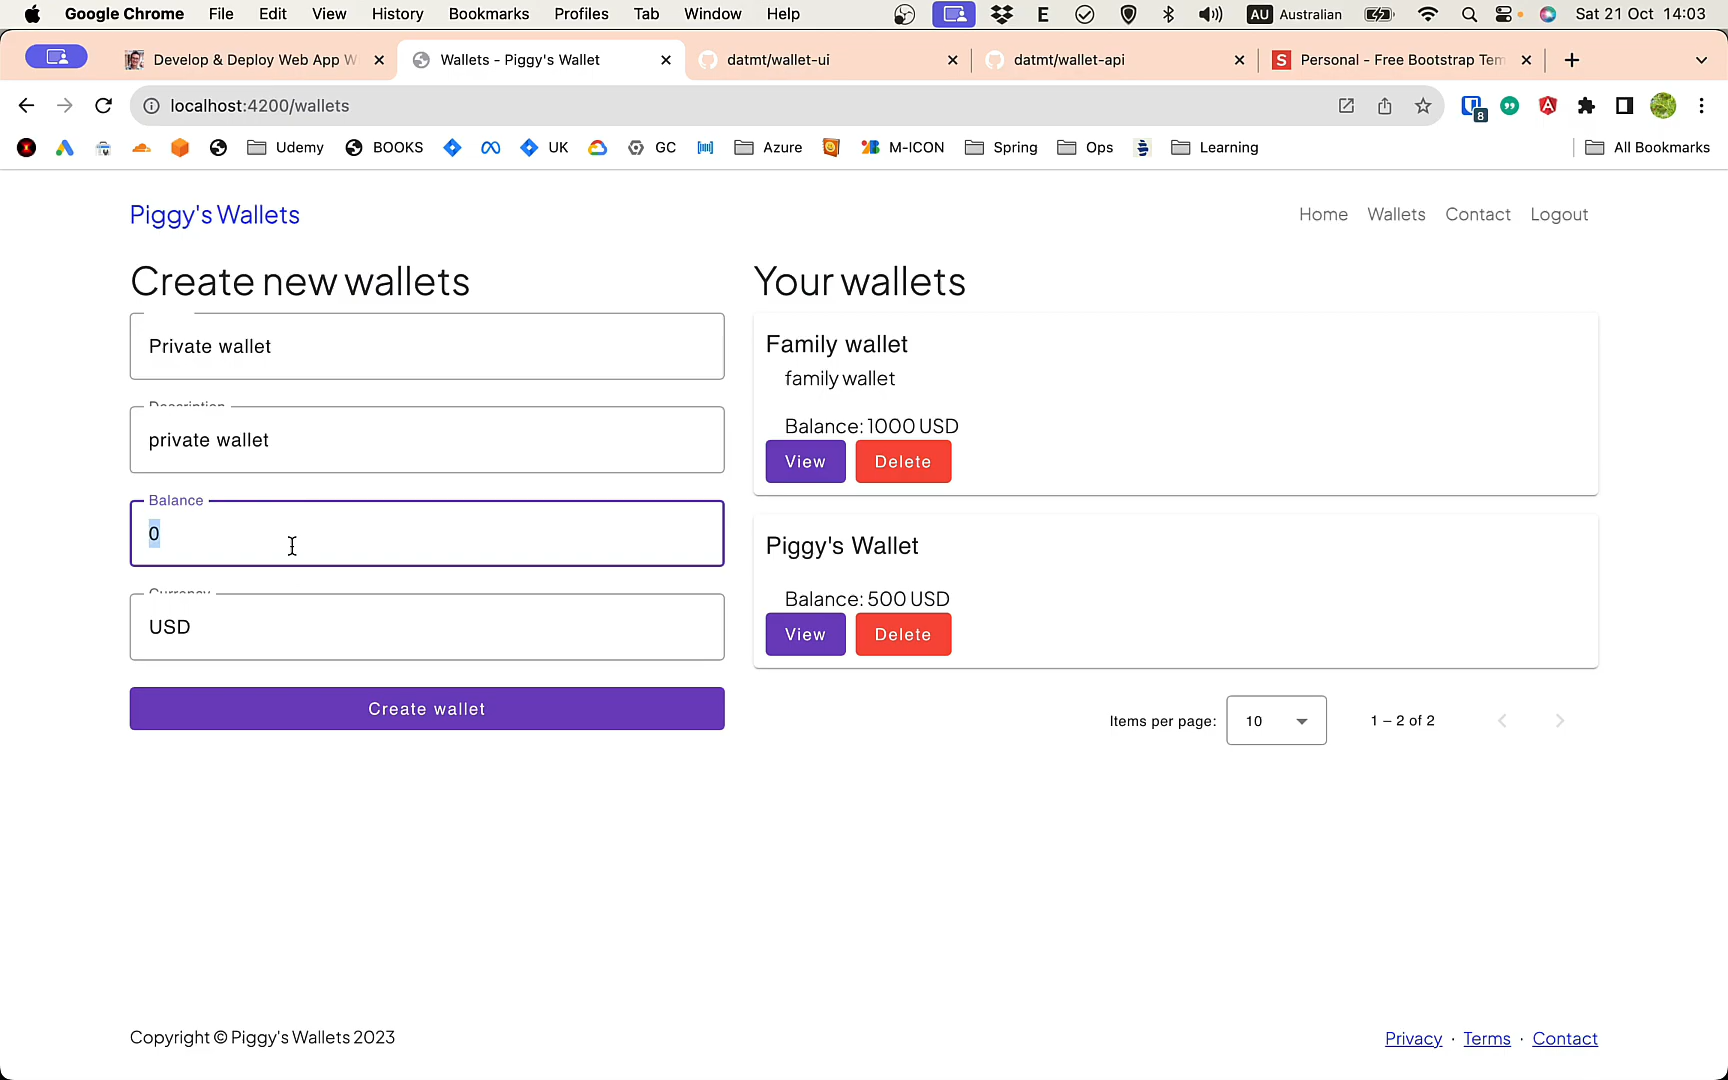 Google Chrome File Edit View History Bookmarks Profiles Tab Window Help E AU Australian Sat 21 Oct 14:03
Develop & Deploy Web App W
Wallets - Piggy's Wallet
datmt/wallet-ui
datmt/wallet-api
Personal - Free Bootstrap Tem
localhost:4200/wallets
8
Udemy BOOKS UK GC Azure M-ICON Spring Ops Learning All Bookmarks
Piggy's Wallets
Home Wallets Contact Logout
Create new wallets
Private wallet
Description
private wallet
Balance
0
Currency
USD
Create wallet
Your wallets
Family wallet
family wallet
Balance: 1000 USD
View Delete
Piggy's Wallet
Balance: 500 USD
View Delete
Items per page: 10 1 – 2 of 2
Copyright © Piggy's Wallets 2023
Privacy · Terms · Contact